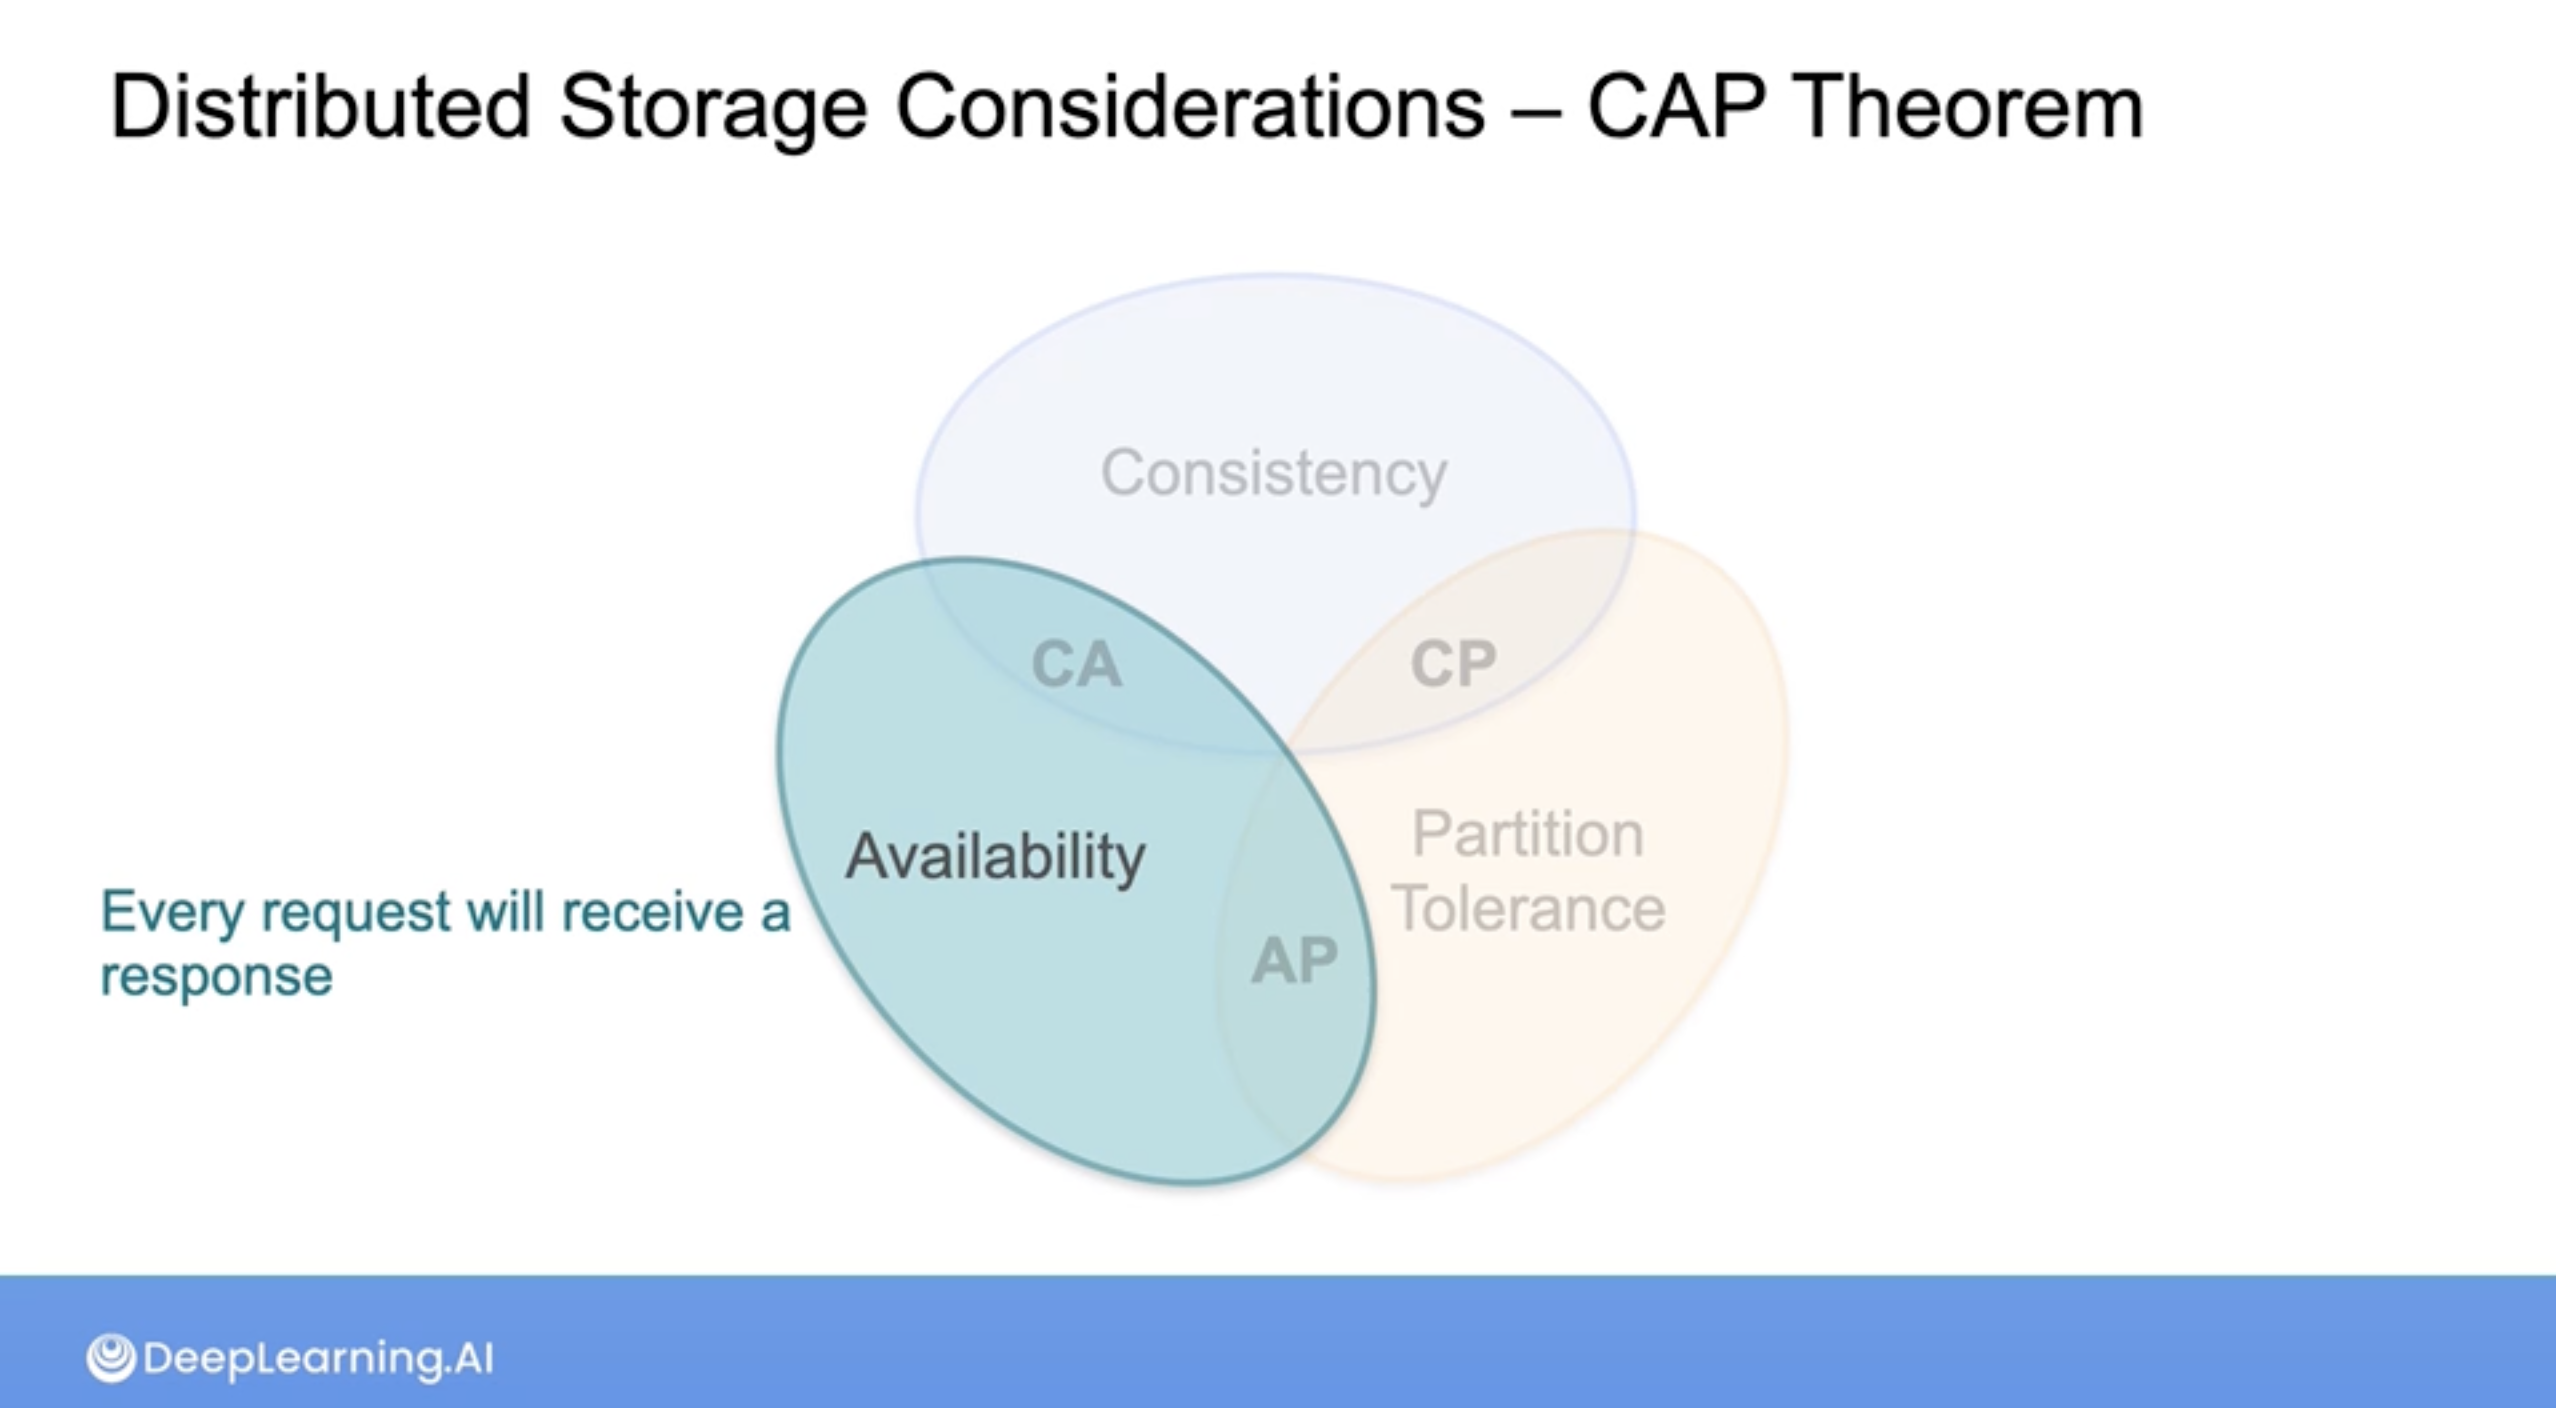 Distributed Storage Considerations – CAP Theorem
Consistency
CA
CP
Availability
Partition
Tolerance
Every request will receive a
response
AP
DeepLearning.AI